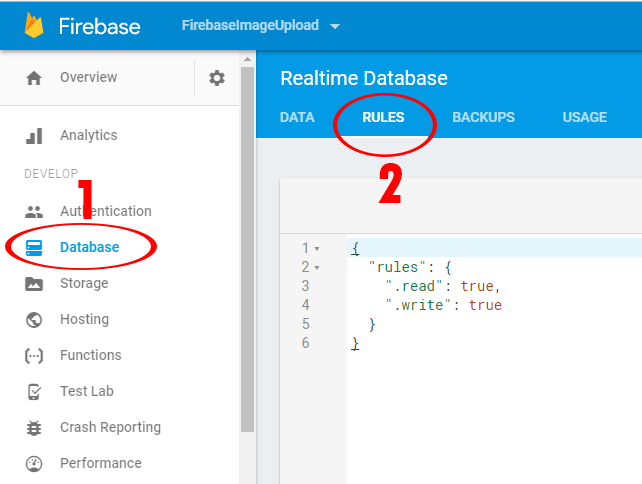 Firebase
FirebaseImageUpload
Overview
Analytics
DEVELOP
1
Authentication
Database
Storage
Hosting
Functions
Test Lab
Crash Reporting
Performance
Realtime Database
DATA RULES BACKUPS USAGE
2
1 {
2 "rules": {
3 ".read": true,
4 ".write": true
5 }
6 }